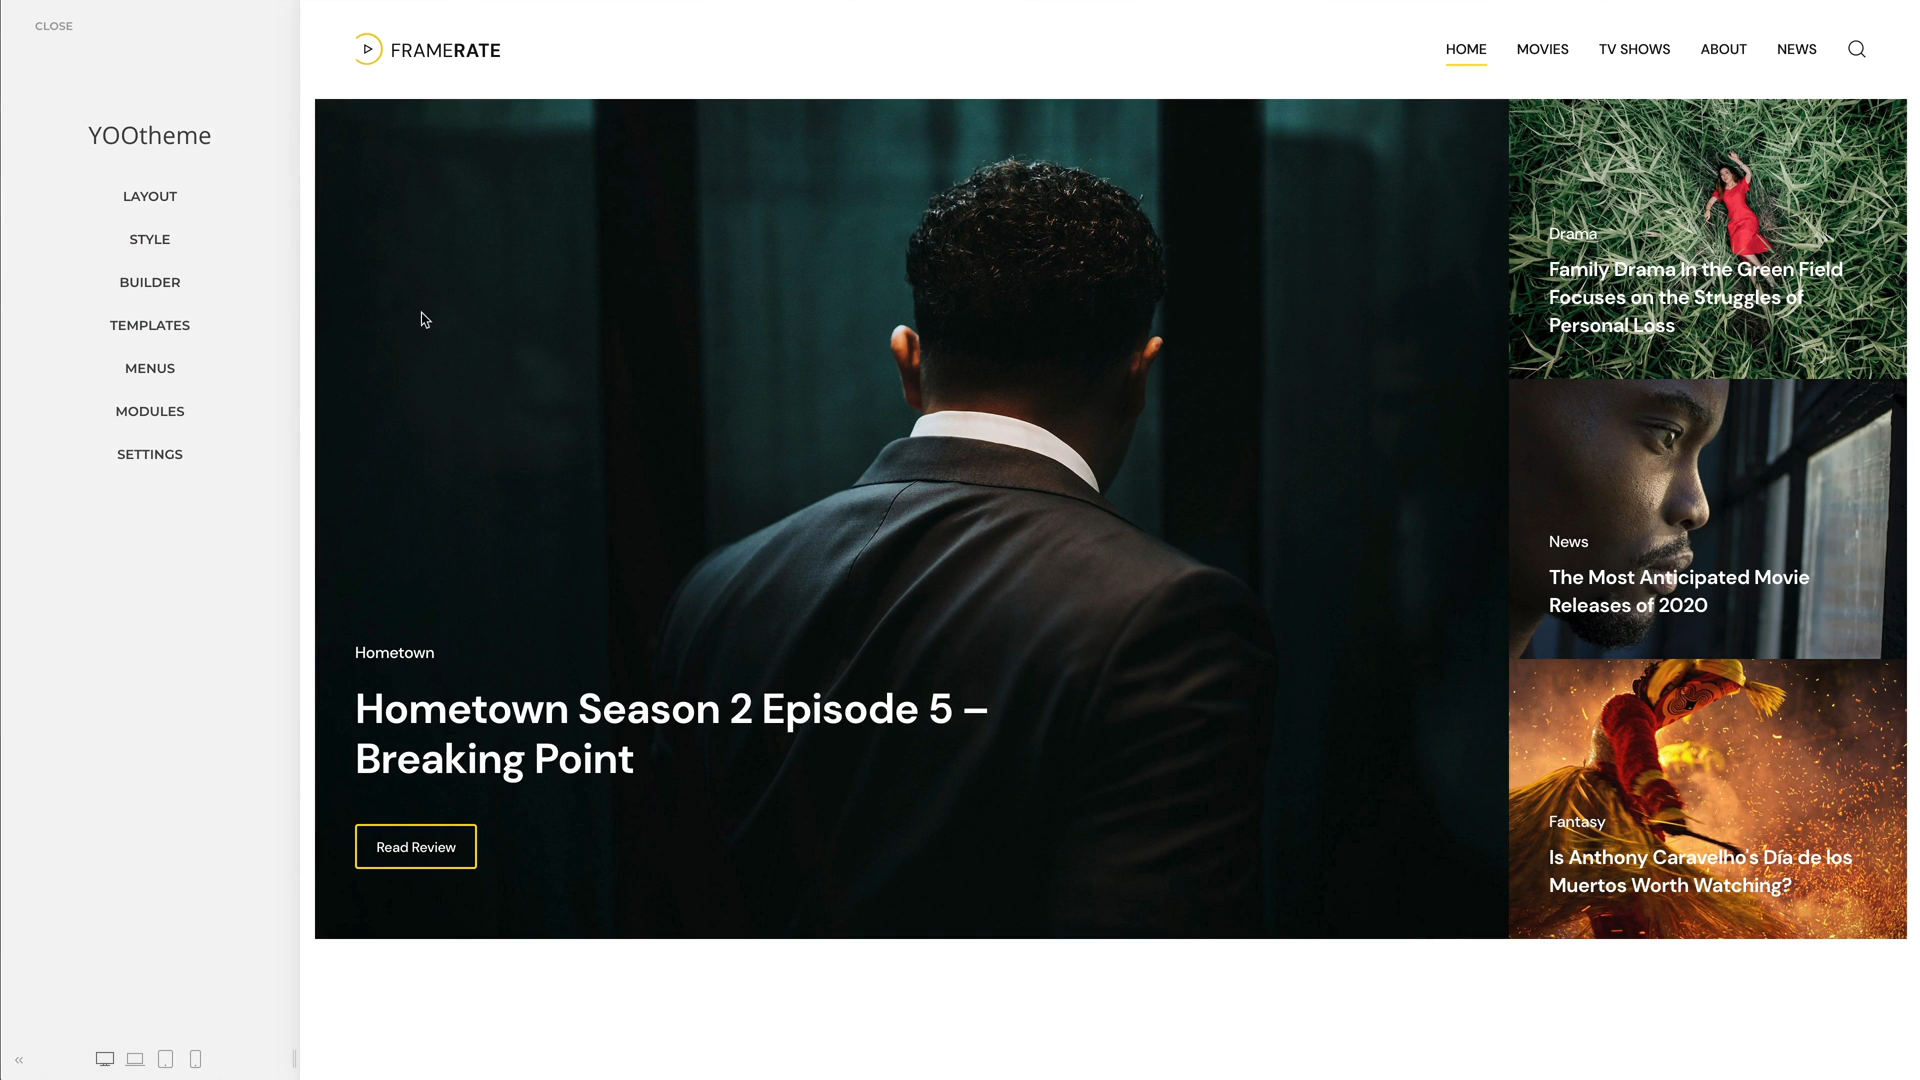 CLOSE
YOOtheme
LAYOUT
STYLE
BUILDER
TEMPLATES
MENUS
MODULES
SETTINGS
FRAMERATE
HOME MOVIES TV SHOWS ABOUT NEWS
Hometown
Hometown Season 2 Episode 5 –
Breaking Point
Read Review
Drama
Family Drama In the Green Field
Focuses on the Struggles of
Personal Loss
News
The Most Anticipated Movie
Releases of 2020
Fantasy
Is Anthony Caravelho's Día de los
Muertos Worth Watching?